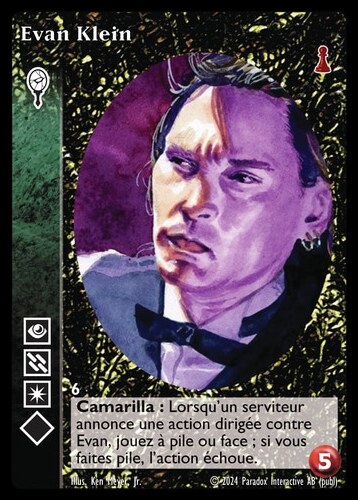 Evan Klein
6
Camarilla : Lorsqu'un serviteur
annonce une action dirigée contre
Evan, jouez à pile ou face ; si vous
faites pile, l'action échoue.
5
Illus. Ken Meyer, Jr.
© 2024 Paradox Interactive AB (publ)